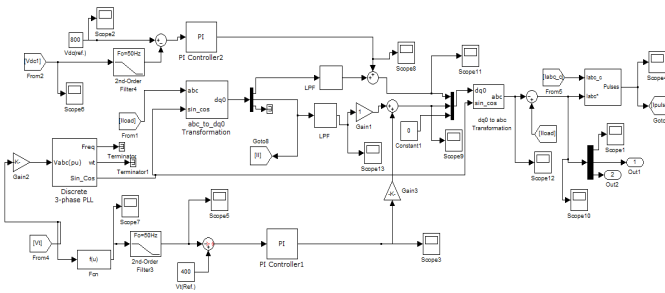 Scope2
800
Vdc(ref.)
PI
PI Controller2
[Vdc1]
From2
Scope6
Fo=50Hz
2nd-Order
Filter4
Scope8
Scope11
LPF
abc
sin_cos
dq0
abc_to_dq0
Transformation
[Iload]
From1
LPF
1
Gain1
0
Constant1
Scope9
dq0
sin_cos
abc
dq0 to abc
Transformation
[Iabc_c]
From5
Iabc_c
Iabc*
Pulses
Goto8
[Il]
Scope13
[Iload]
Scope12
Scope1
1
Out1
2
Out2
Scope10
-K-
Gain2
Vabc(pu)
Freq
wt
Sin_Cos
Terminator
Terminator1
Discrete
3-phase PLL
-K-
Gain3
[Vt]
From4
f(u)
Fcn
Scope7
Fo=50Hz
2nd-Order
Filter3
Scope5
400
Vt(Ref.)
PI
PI Controller1
Scope3